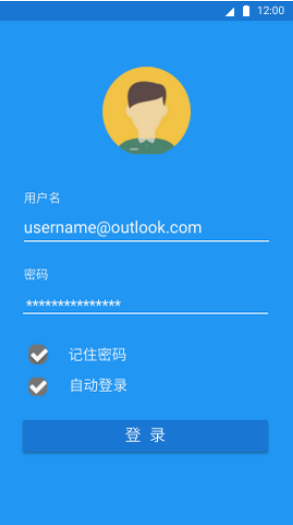 12:00
用户名
username@outlook.com
密码
***************
记住密码
自动登录
登 录